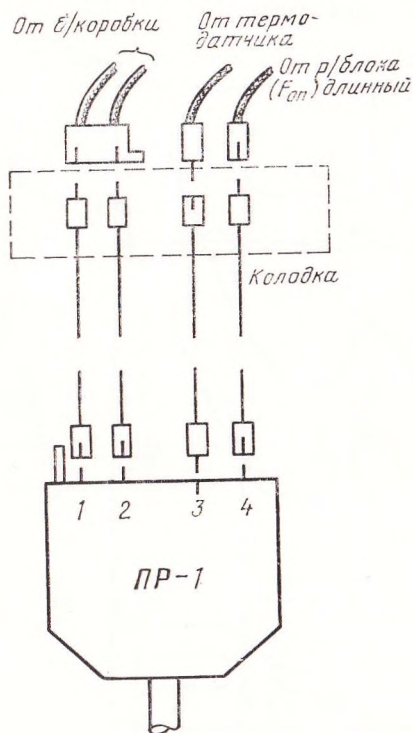 От б/коробки
От термо-
датчика
От р/блока
(Fоп) длинный
Колодка
1 2 3 4
ПР-1